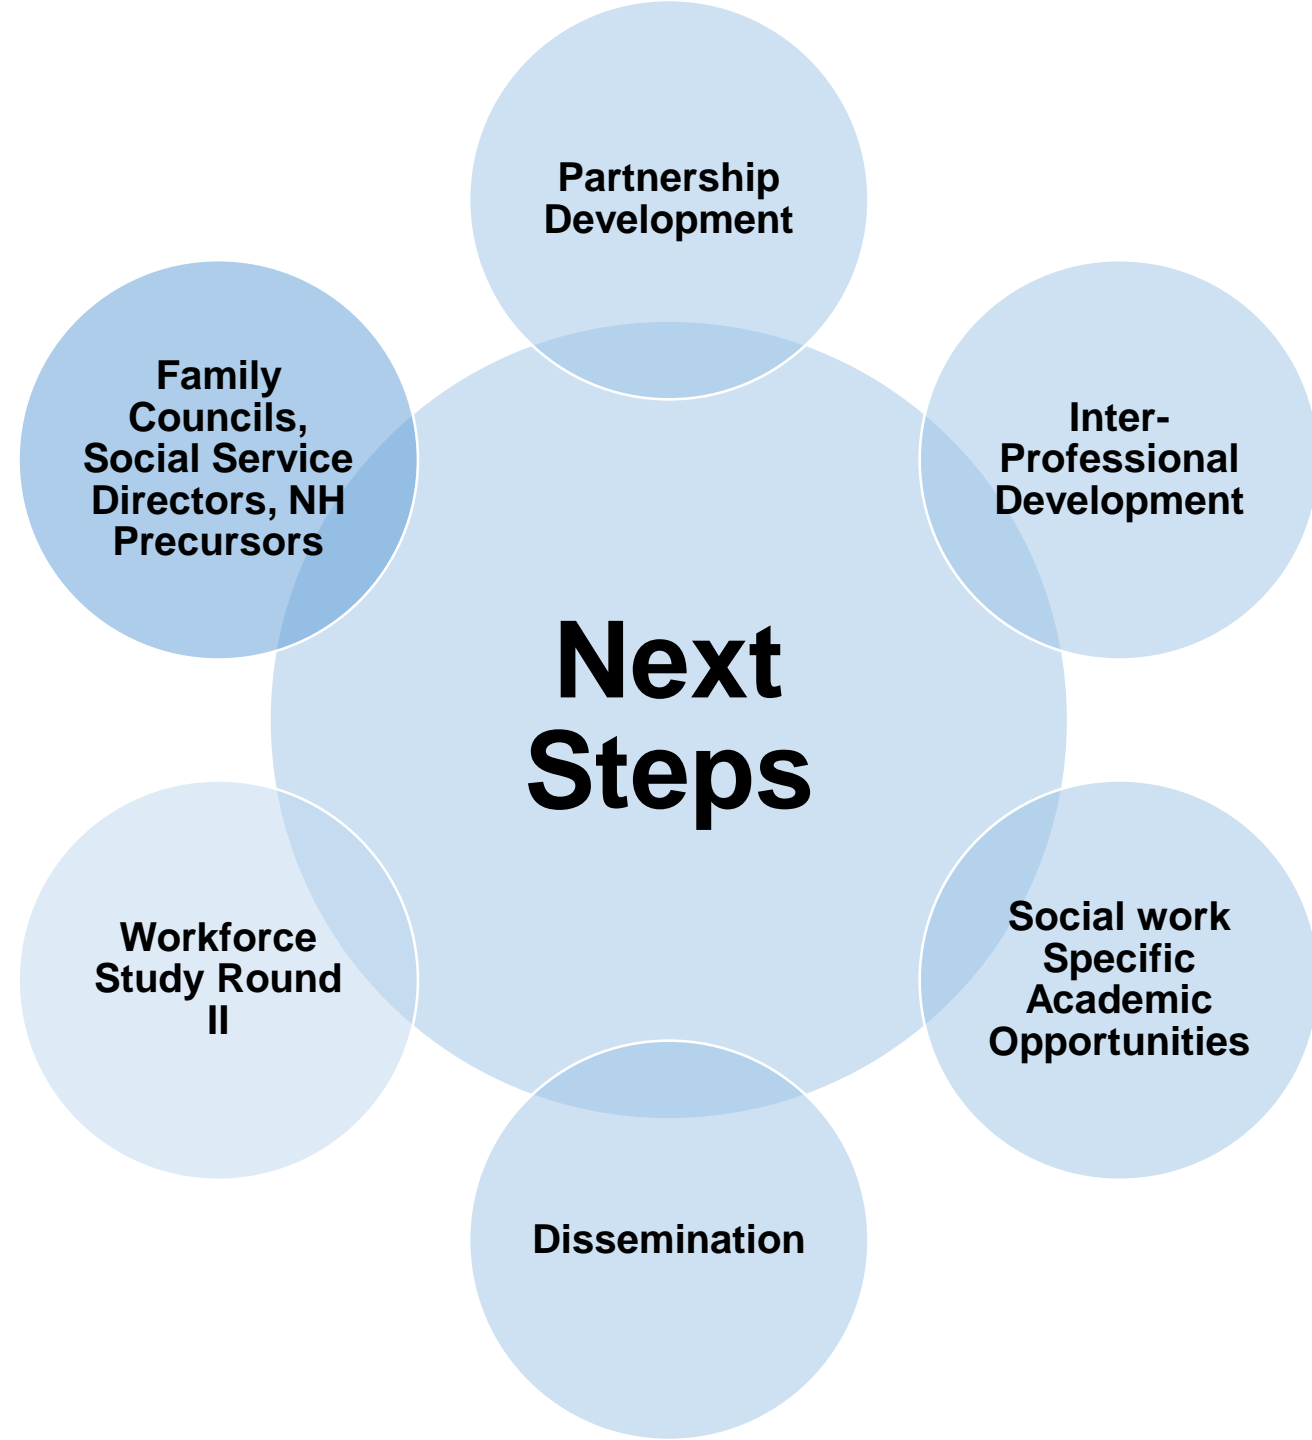 Partnership
Development
Inter-
Professional
Development
Social work
Specific
Academic
Opportunities
Dissemination
Workforce
Study Round
II
Family
Councils,
Social Service
Directors, NH
Precursors
Next
Steps